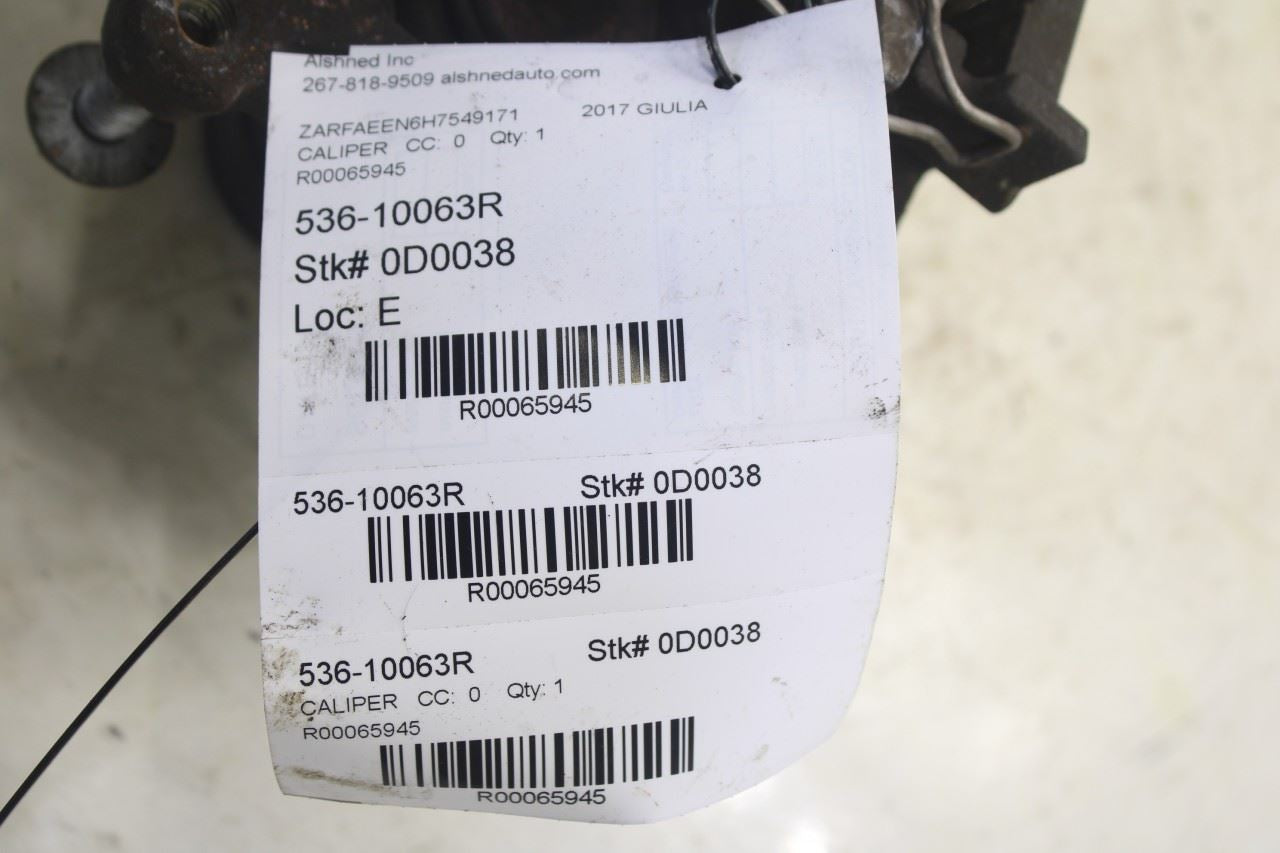 Alshned Inc
267-818-9509 alshnedauto.com
ZARFAEEN6H7549171 2017 GIULIA
CALIPER CC: 0 Qty: 1
R00065945
536-10063R
Stk# 0D0038
Loc: E
R00065945
536-10063R Stk# 0D0038
R00065945
536-10063R Stk# 0D0038
CALIPER CC: 0 Qty: 1
R00065945
R00065945